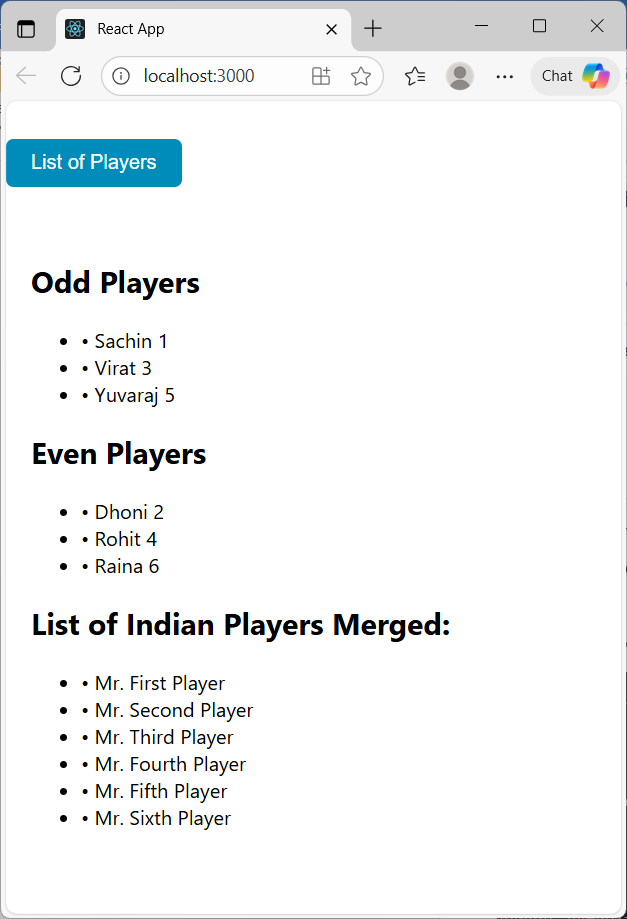 React App
localhost:3000
Chat
List of Players
Odd Players
• • Sachin 1
• • Virat 3
• • Yuvaraj 5
Even Players
• • Dhoni 2
• • Rohit 4
• • Raina 6
List of Indian Players Merged:
• • Mr. First Player
• • Mr. Second Player
• • Mr. Third Player
• • Mr. Fourth Player
• • Mr. Fifth Player
• • Mr. Sixth Player